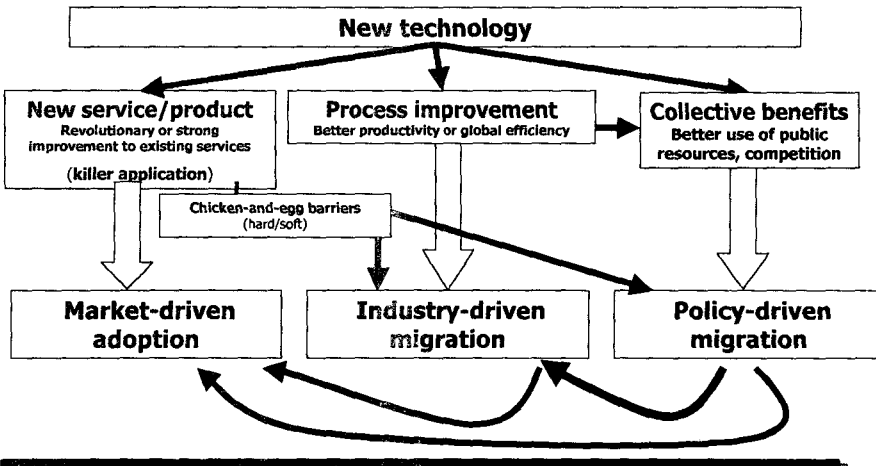 New technology
New service/product
Revolutionary or strong
improvement to existing services
(killer application)
Process improvement
Better productivity or global efficiency
Collective benefits
Better use of public
resources, competition
Chicken-and-egg barriers
(hard/soft)
Market-driven
adoption
Industry-driven
migration
Policy-driven
migration